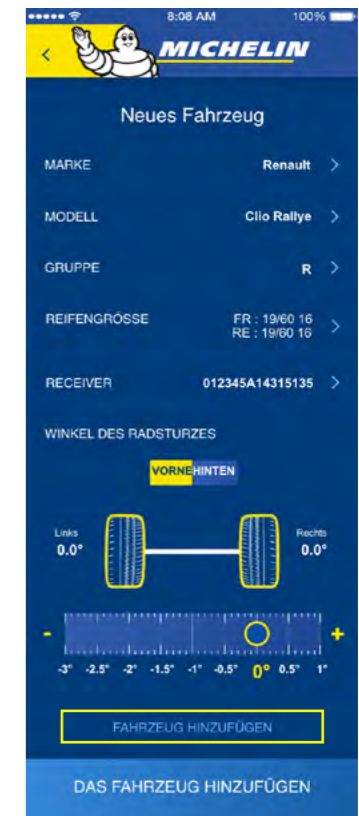 8:08 AM 100%
MICHELIN
Neues Fahrzeug
MARKE Renault >
MODELL Clio Rallye >
GRUPPE R >
REIFENGRÖSSE FR : 19/60 16 >
RE : 19/60 16
RECEIVER 012345A14315135 >
WINKEL DES RADSTURZES
VORNE HINTEN
Links Rechts
0.0° 0.0°
- +
-3° -2.5° -2° -1.5° -1° -0.5° 0° 0.5° 1°
FAHRZEUG HINZUFÜGEN
DAS FAHRZEUG HINZUFÜGEN